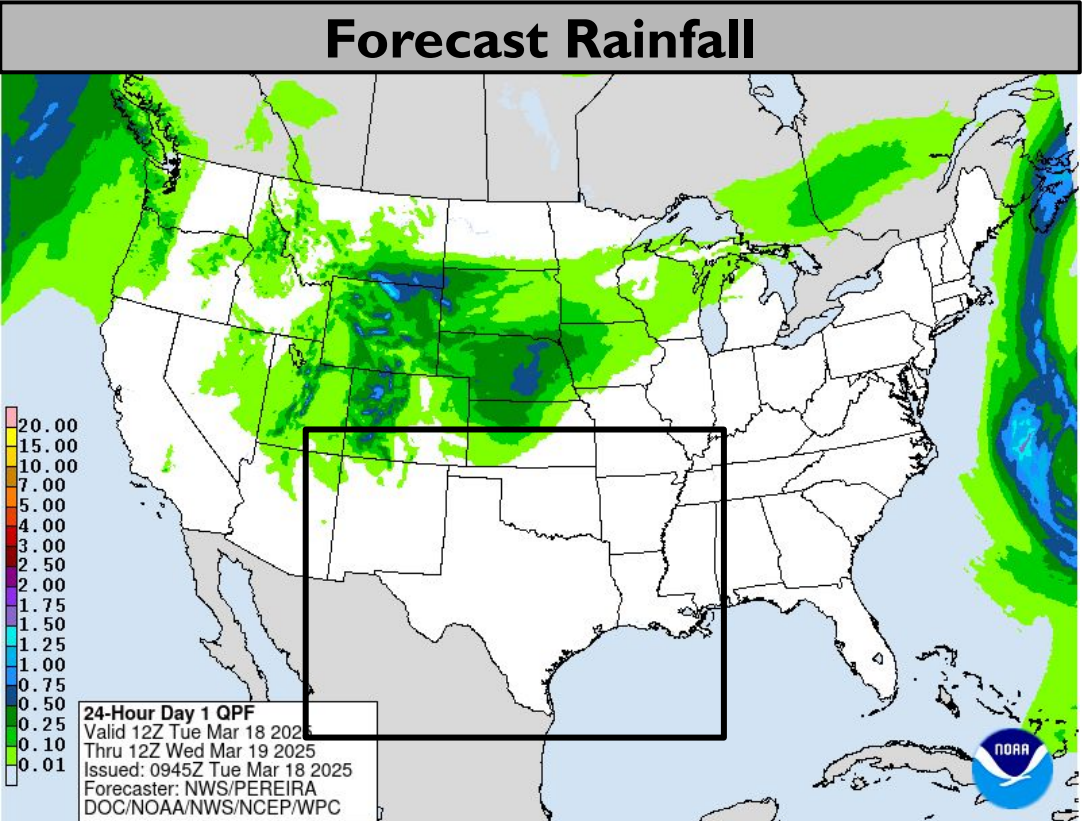 Forecast Rainfall
20.00
15.00
10.00
7.00
5.00
4.00
3.00
2.50
2.00
1.75
1.50
1.25
1.00
0.75
0.50
0.25
0.10
0.01
24-Hour Day 1 QPF
Valid 12Z Tue Mar 18 2025
Thru 12Z Wed Mar 19 2025
Issued: 0945Z Tue Mar 18 2025
Forecaster: NWS/PEREIRA
DOC/NOAA/NWS/NCEP/WPC
NOAA